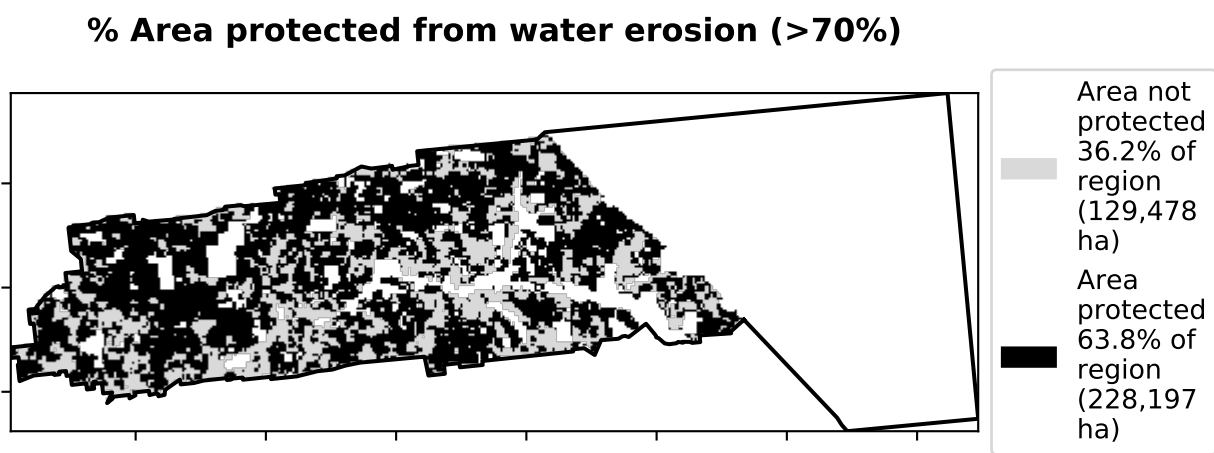 % Area protected from water erosion (>70%)
Area not
protected
36.2% of
region
(129,478
ha)
Area
protected
63.8% of
region
(228,197
ha)